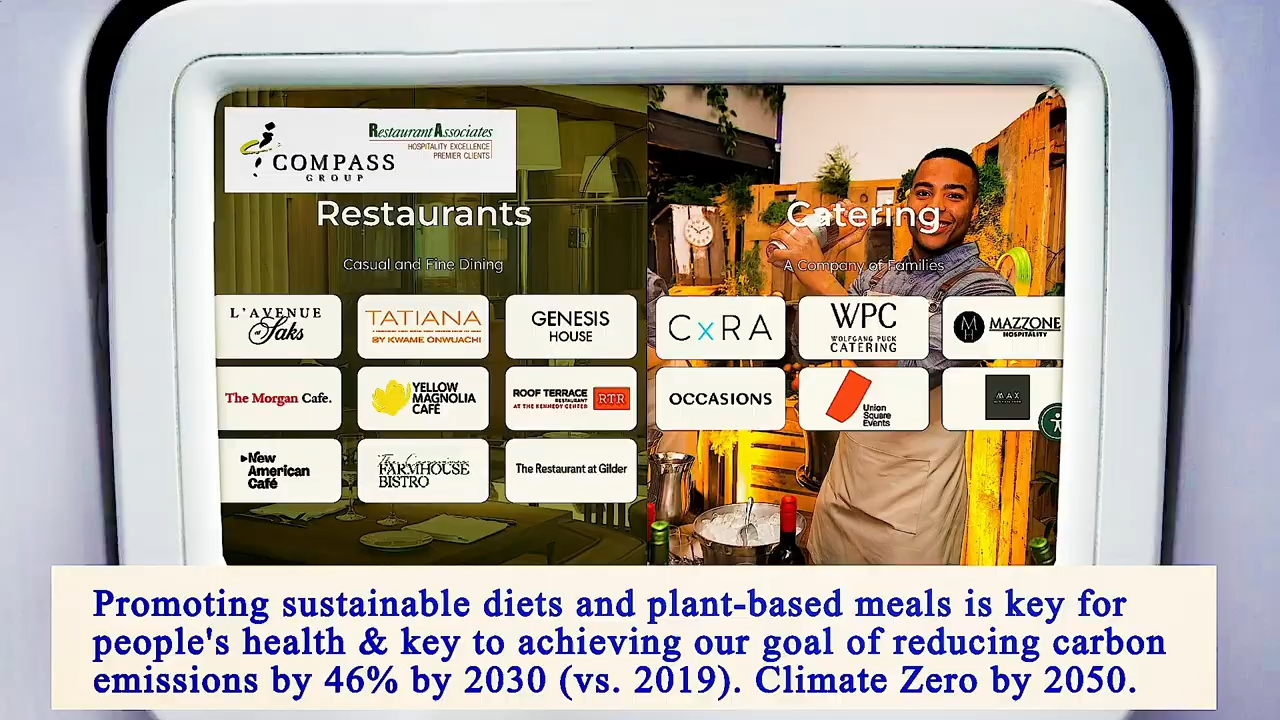 COMPASS
GROUP
Restaurant Associates
HOSPITALITY EXCELLENCE
PREMIER CLIENTS
Restaurants
Casual and Fine Dining
L'AVENUE
at Saks
TATIANA
BY KWAME ONWUACHI
GENESIS
HOUSE
The Morgan Cafe.
YELLOW
MAGNOLIA
CAFÉ
ROOF TERRACE
RESTAURANT
AT THE KENNEDY CENTER
RTR
New
American
Café
FARMHOUSE
BISTRO
The Restaurant at Gilder
Catering
A Company of Families
CxRA
WPC
WOLFGANG PUCK
CATERING
MH
MAZZONE
HOSPITALITY
OCCASIONS
Union
Square
Events
MAX
Promoting sustainable diets and plant-based meals is key for
people's health & key to achieving our goal of reducing carbon
emissions by 46% by 2030 (vs. 2019). Climate Zero by 2050.